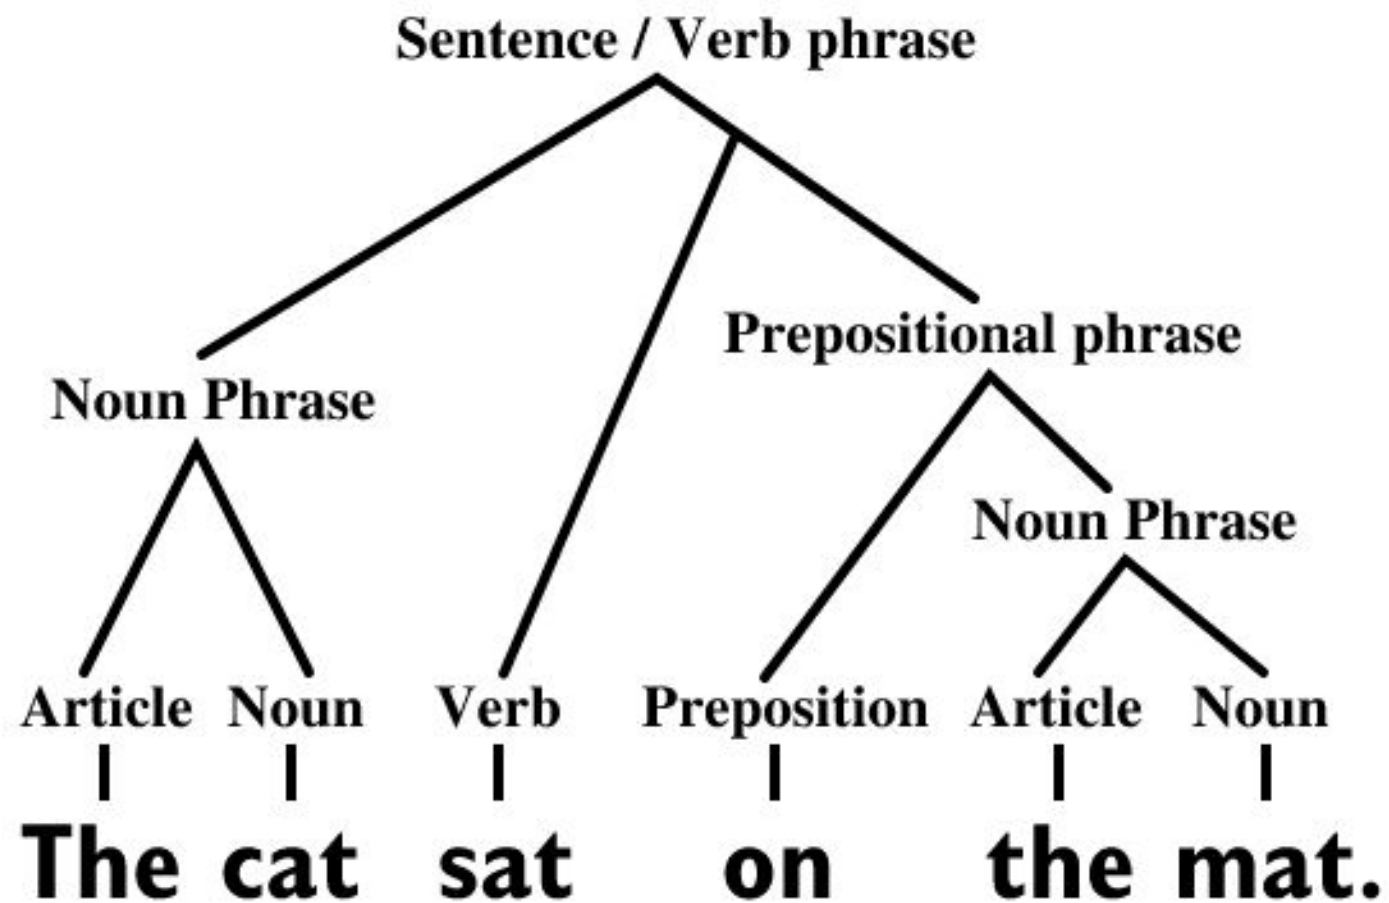 Sentence / Verb phrase
Prepositional phrase
Noun Phrase
Noun Phrase
Article Noun Verb Preposition Article Noun
The cat sat on the mat.